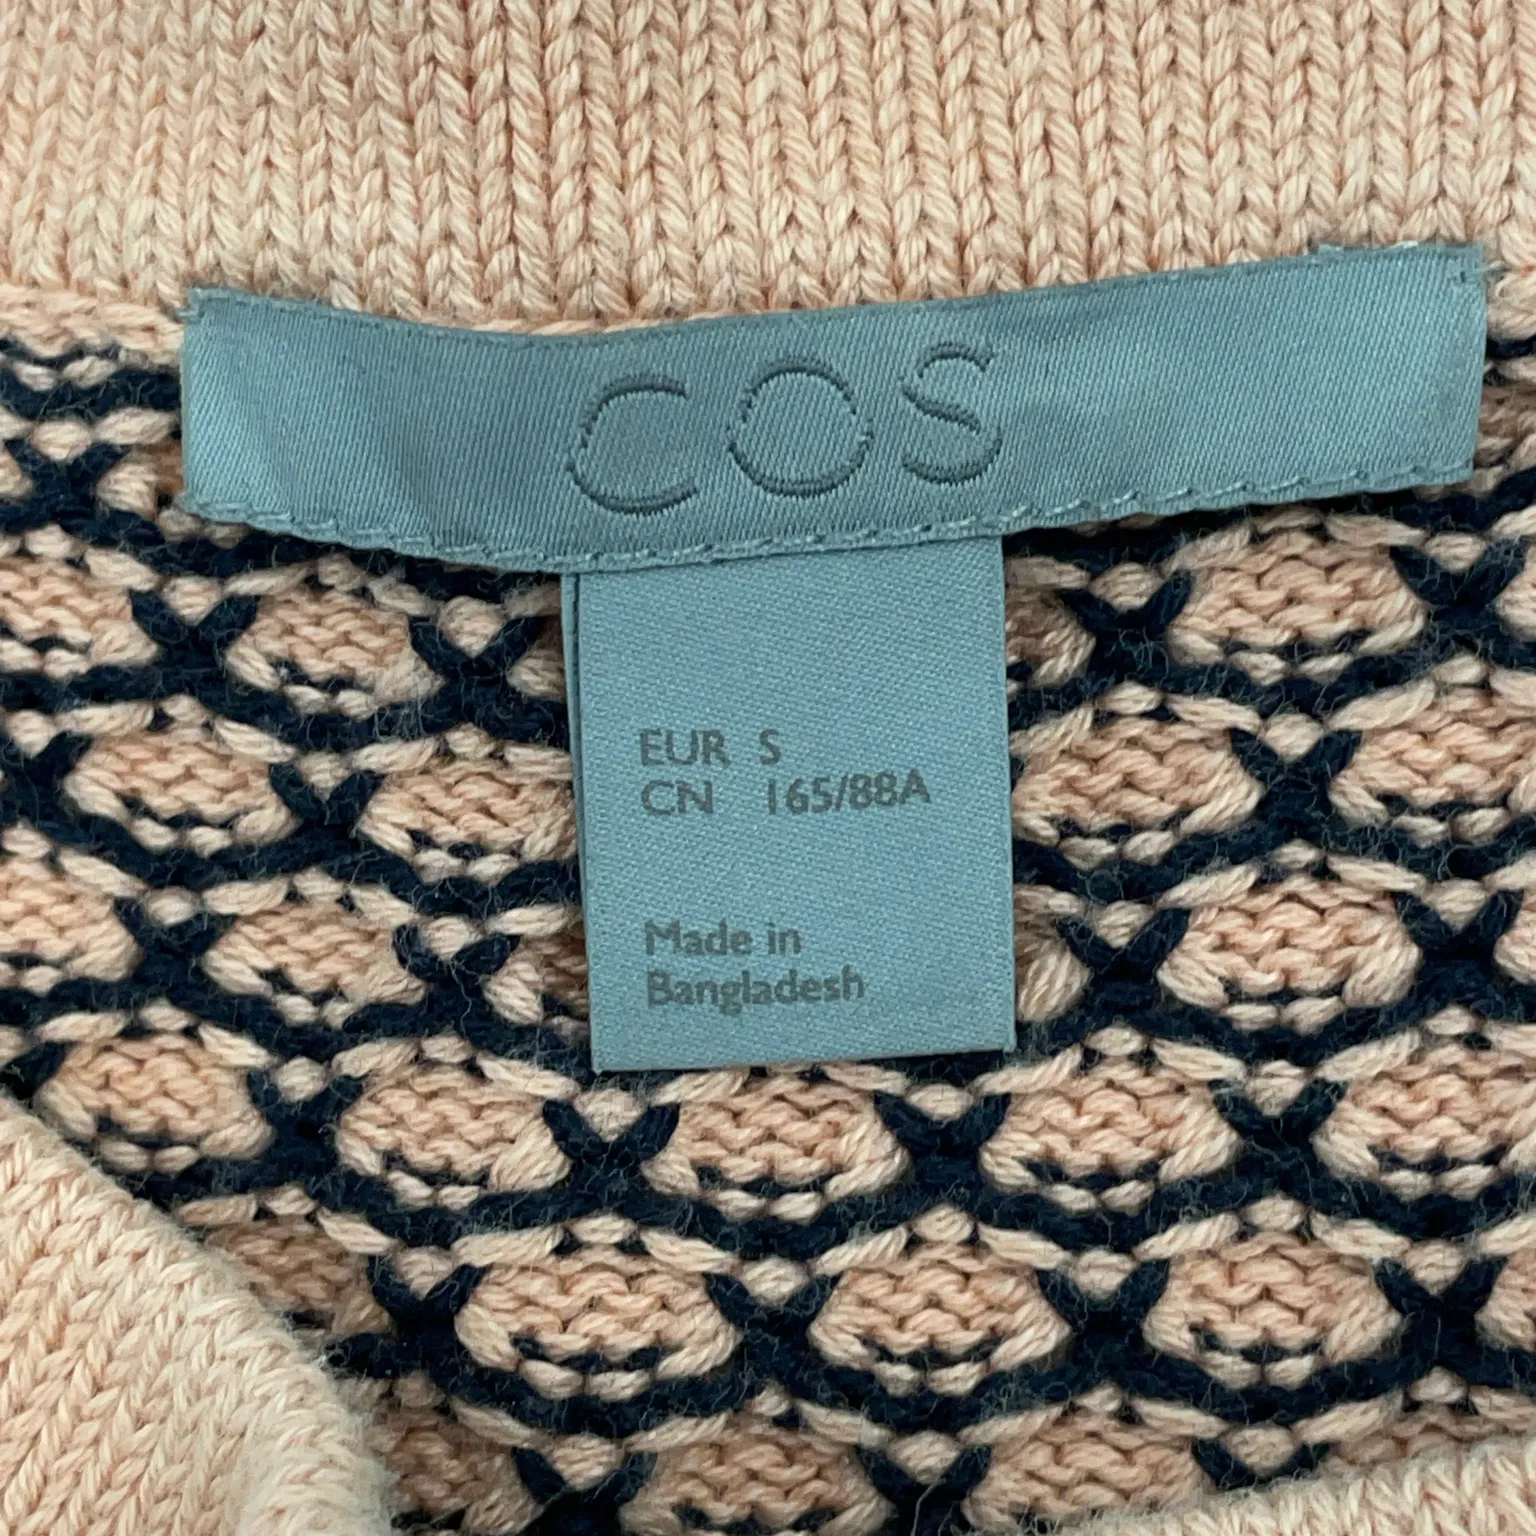 COS
EUR S
CN 165/88A
Made in
Bangladesh